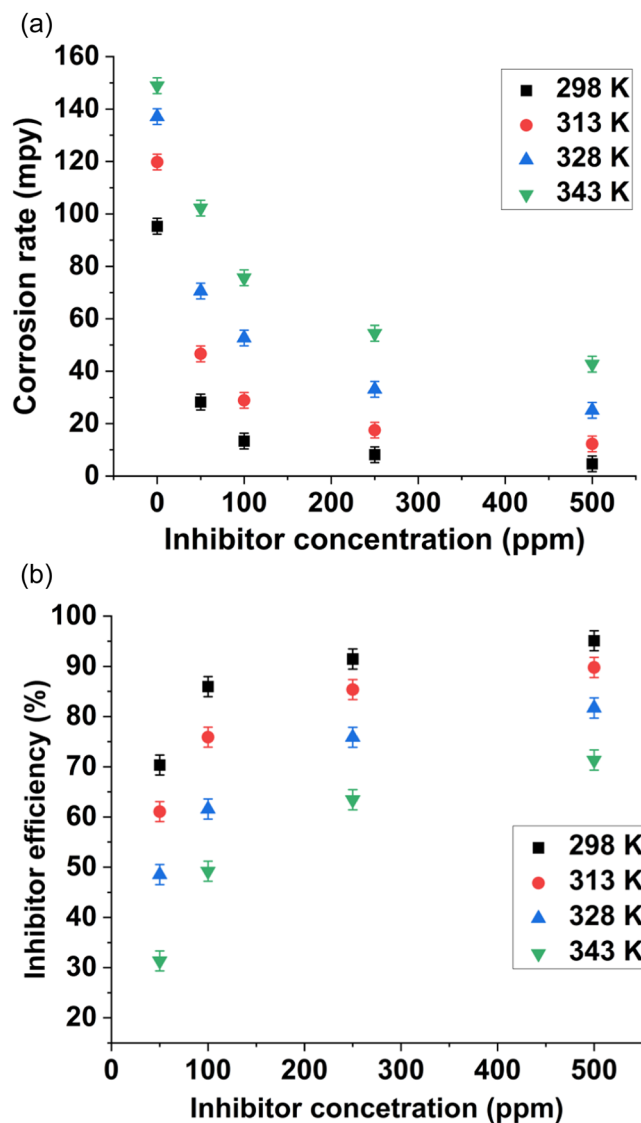 (a)
160
140
120
100
80
60
40
20
0
Corrosion rate (mpy)
298 K
313 K
328 K
343 K
0 100 200 300 400 500
Inhibitor concentration (ppm)
(b)
100
90
80
70
60
50
40
30
20
Inhibitor efficiency (%)
298 K
313 K
328 K
343 K
0 100 200 300 400 500
Inhibitor concetration (ppm)